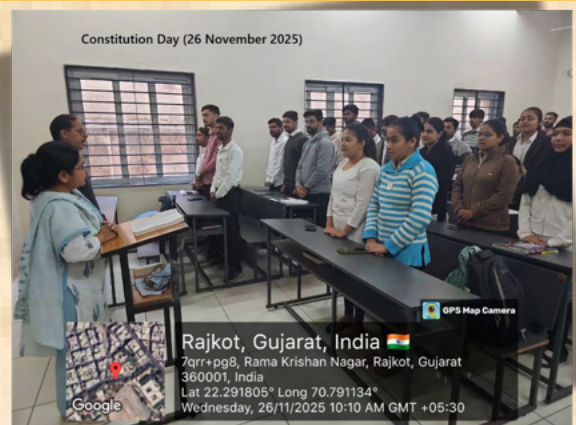 Constitution Day (26 November 2025)
GPS Map Camera
Rajkot, Gujarat, India 🇮🇳
7qrr+pg8, Rama Krishan Nagar, Rajkot, Gujarat
360001, India
Lat 22.291805° Long 70.791134°
Wednesday, 26/11/2025 10:10 AM GMT +05:30
Google